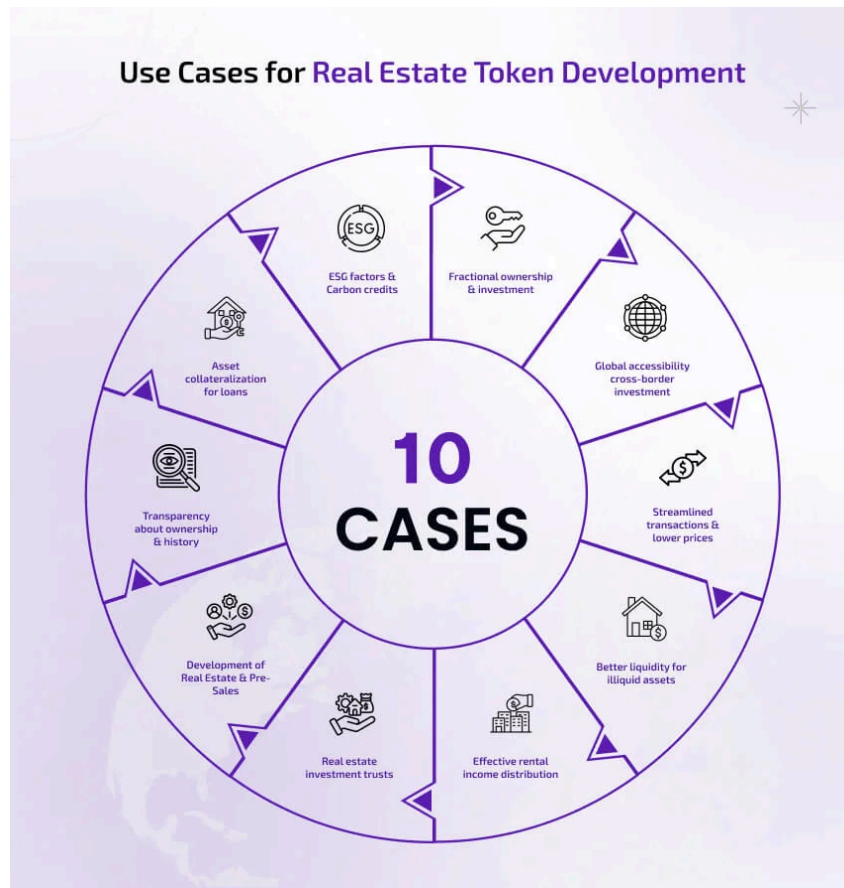 Use Cases for Real Estate Token Development
ESG
ESG factors &
Carbon credits
Fractional ownership
& investment
Global accessibility
cross-border
investment
Streamlined
transactions &
lower prices
Better liquidity for
illiquid assets
Effective rental
income distribution
Real estate
investment trusts
Development of
Real Estate & Pre-
Sales
Transparency
about ownership
& history
Asset
collateralization
for loans
10
CASES